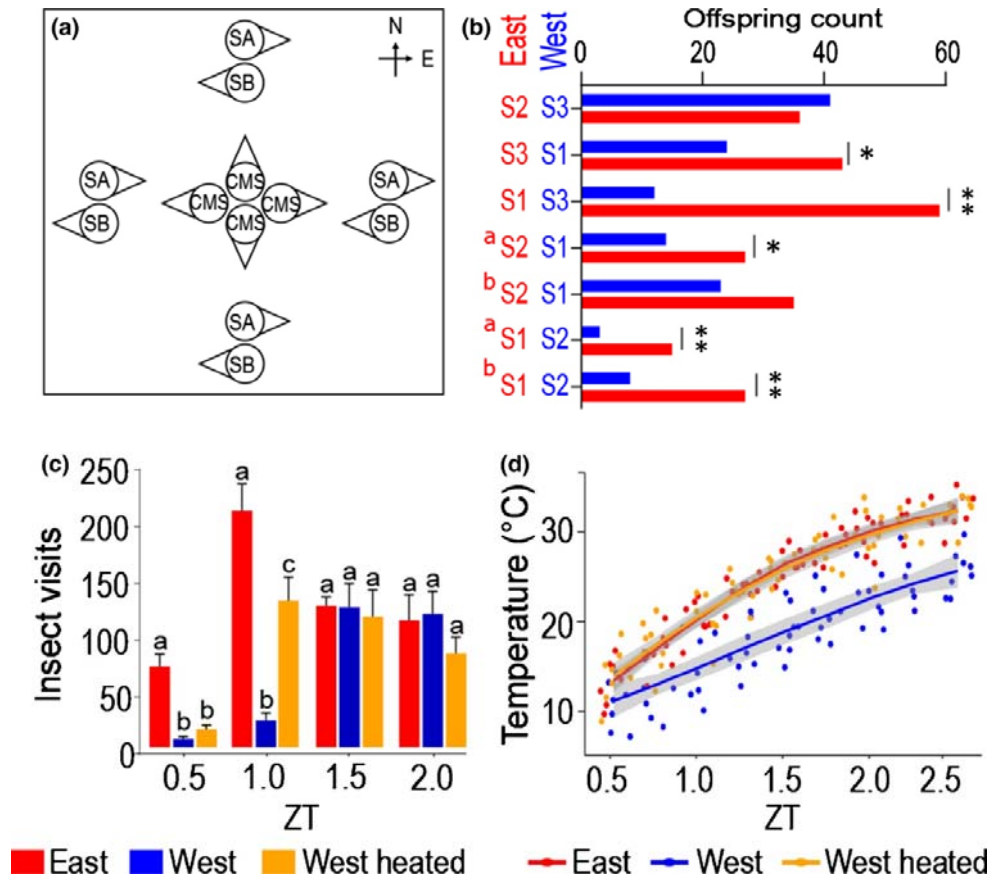 (a)
N
E
SA
SB
SA
SB
CMS
CMS
CMS
CMS
SA
SB
SA
SB
(b)
Offspring count
East
West
0 20 40 60
S2 S3
S3 S1 *
S1 S3 **
a S2 S1 *
b S2 S1
a S1 S2 **
b S1 S2 **
(c)
Insect visits
250
200
150
100
50
0
a b b
a b c
a a a
a a a
0.5 1.0 1.5 2.0
ZT
East West West heated
(d)
Temperature (°C)
30
20
10
0.5 1.0 1.5 2.0 2.5
ZT
East West West heated